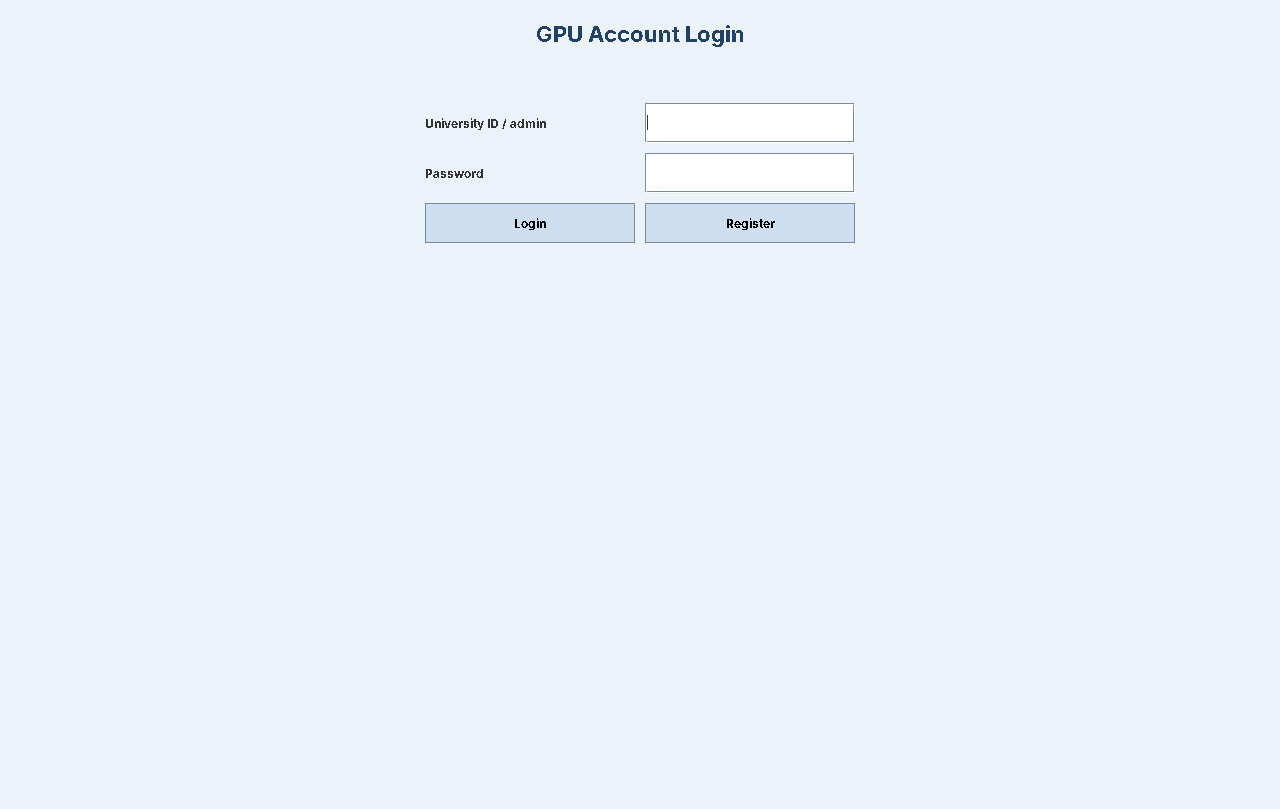 GPU Account Login
University ID / admin
Password
Login
Register